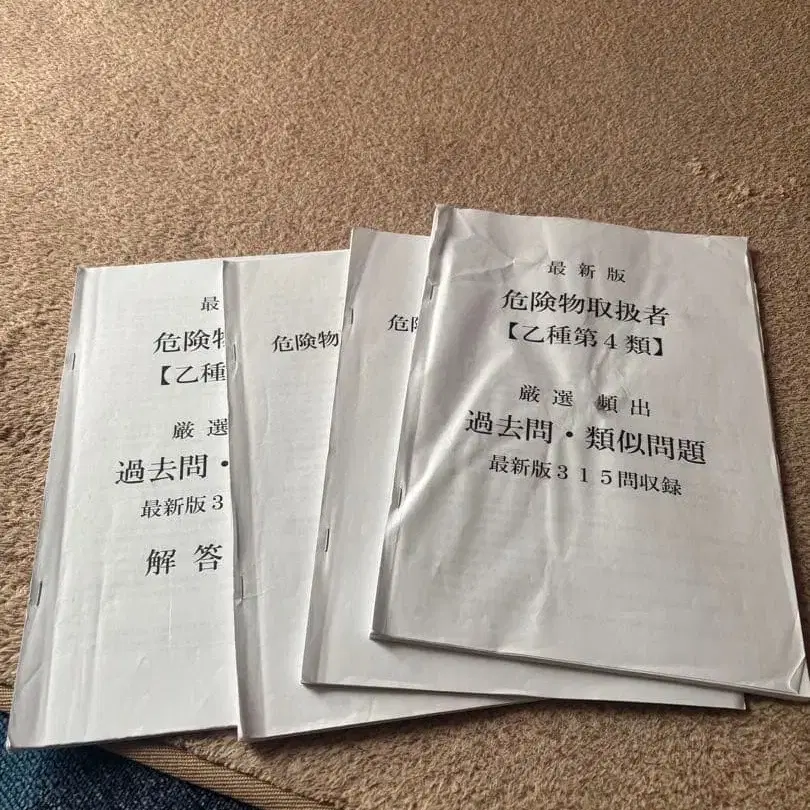 最
危険物
【乙種
厳選
過去問・
最新版３
解答
危険物
危
最新版
危険物取扱者
【乙種第４類】
厳選 頻出
過去問・類似問題
最新版３１５問収録